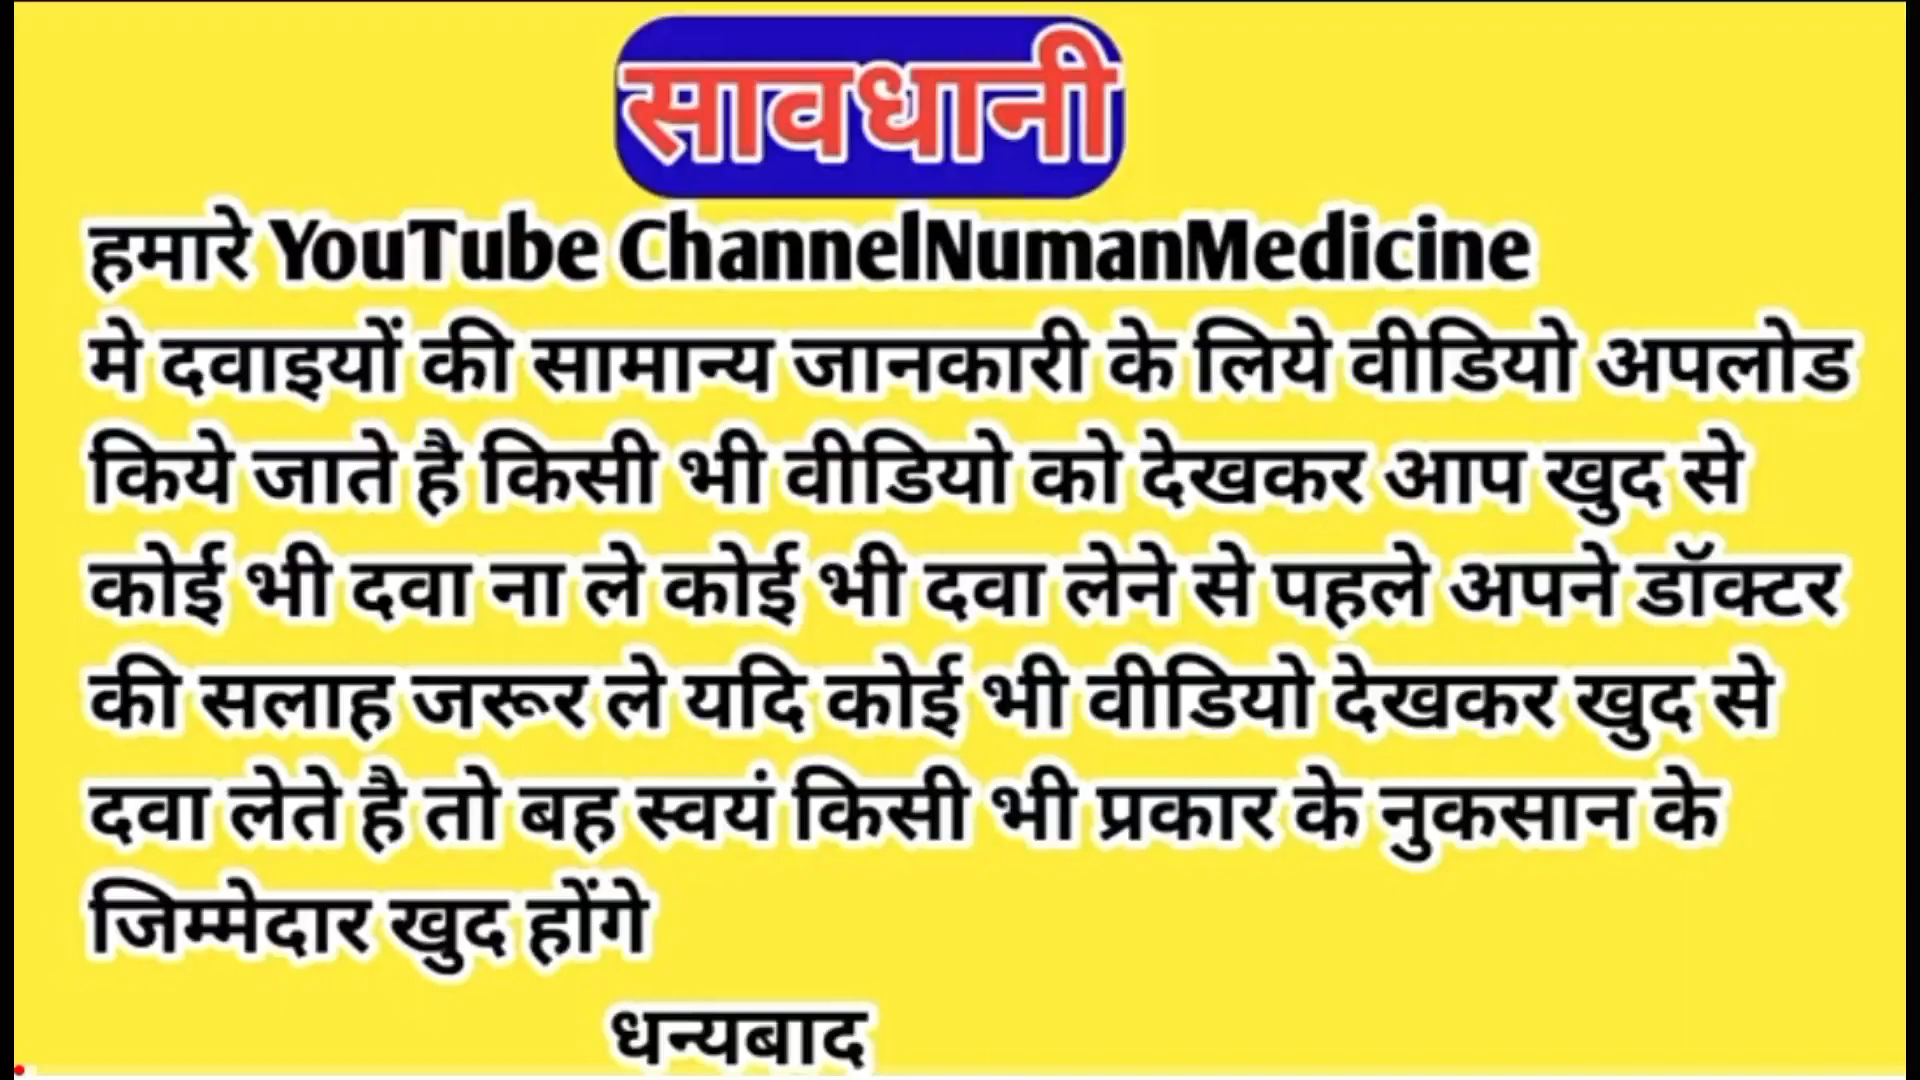 सावधानी
हमारे YouTube ChannelNumanMedicine
मे दवाइयों की सामान्य जानकारी के लिये वीडियो अपलोड
किये जाते है किसी भी वीडियो को देखकर आप खुद से
कोई भी दवा ना ले कोई भी दवा लेने से पहले अपने डॉक्टर
की सलाह जरूर ले यदि कोई भी वीडियो देखकर खुद से
दवा लेते है तो बह स्वयं किसी भी प्रकार के नुकसान के
जिम्मेदार खुद होंगे
धन्यबाद